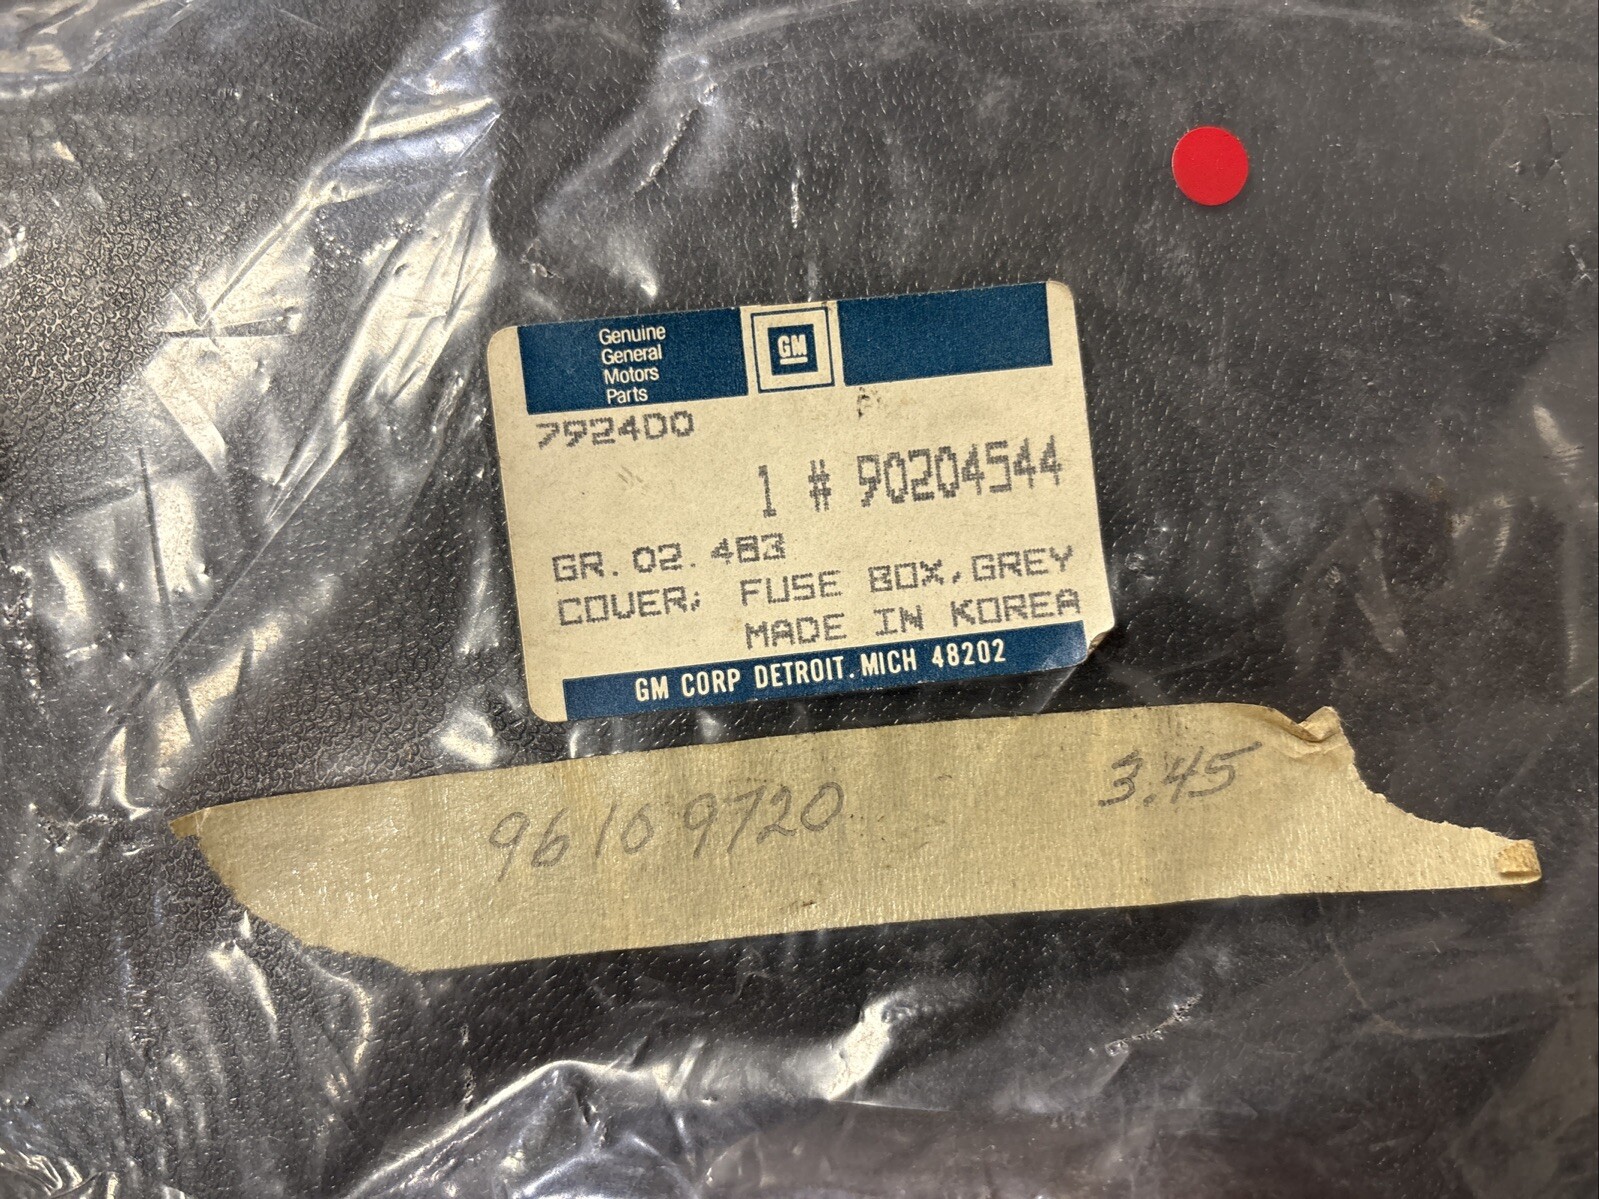 Genuine
General
Motors
Parts
GM
7924D0
1 # 90204544
GR. 02. 483
COVER; FUSE BOX, GREY
MADE IN KOREA
GM CORP DETROIT. MICH 48202
96109720 3.45